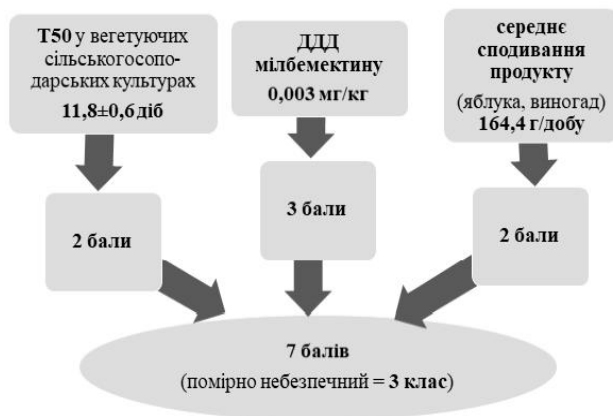 Т50 у вегетуючих
сільськогосопо-
дарських культурах
11,8±0,6 діб
ДДД
мілбемектину
0,003 мг/кг
середнє
сподивання
продукту
(яблука, виноград)
164,4 г/добу
2 бали
3 бали
2 бали
7 балів
(помірно небезпечний = 3 клас)